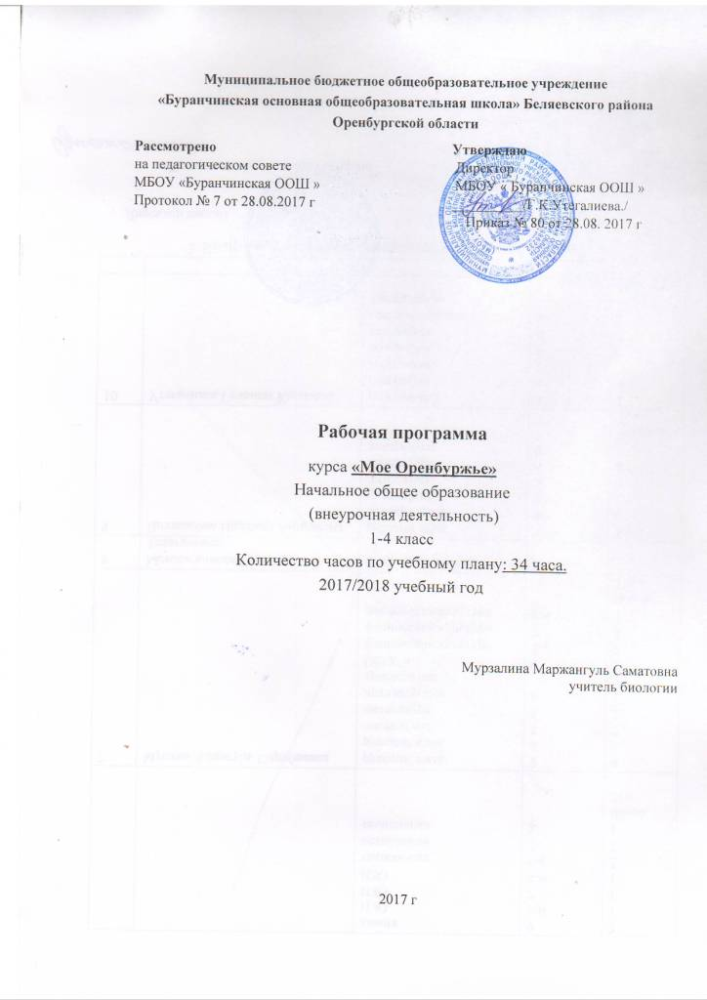 Муниципальное бюджетное общеобразовательное учреждение
«Буранчинская основная общеобразовательная школа» Беляевского района
Оренбургской области
Рассмотрено
на педагогическом совете
МБОУ «Буранчинская ООШ »
Протокол № 7 от 28.08.2017 г
Утверждаю
Директор
МБОУ « Буранчинская ООШ »
/Г.К.Утегалиева./
Приказ № 80 от 28.08. 2017 г
Рабочая программа
курса «Мое Оренбуржье»
Начальное общее образование
(внеурочная деятельность)
1-4 класс
Количество часов по учебному плану: 34 часа.
2017/2018 учебный год
Мурзалина Маржангуль Саматовна
учитель биологии
2017 г